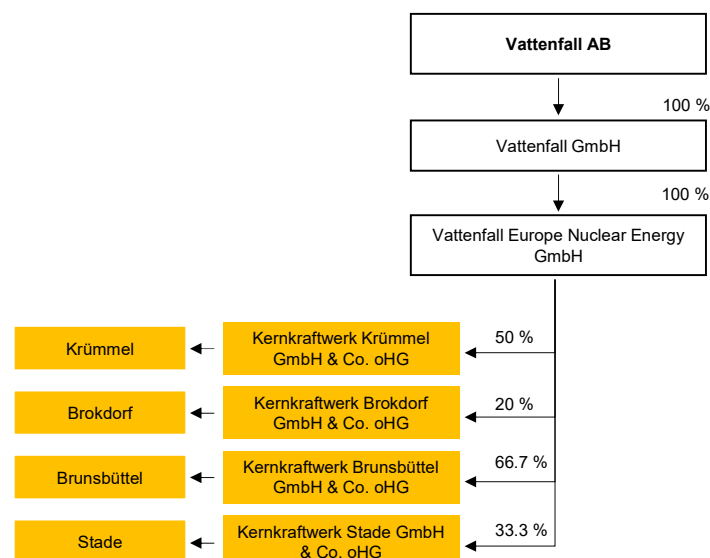 Vattenfall AB
100 %
Vattenfall GmbH
100 %
Vattenfall Europe Nuclear Energy
GmbH
Krümmel
Kernkraftwerk Krümmel
GmbH & Co. oHG
50 %
Brokdorf
Kernkraftwerk Brokdorf
GmbH & Co. oHG
20 %
Brunsbüttel
Kernkraftwerk Brunsbüttel
GmbH & Co. oHG
66.7 %
Stade
Kernkraftwerk Stade GmbH
& Co. oHG
33.3 %